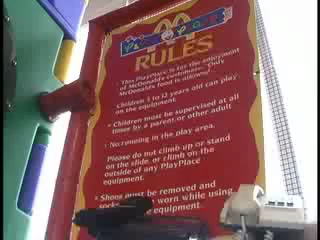 PLAYPLACE
RULES
"This PlayPlace is for the enjoyment
of McDonald's customers. Only
McDonald's food is allowed".
Children 3 to 12 years old can play
on the equipment.
• Children must be supervised at all
times by a parent or other adult
• No running in the play area.
Please do not climb up or stand
on the slide, or climb on the
outside of any PlayPlace
equipment.
• Shoes must be removed and
worn while using
equipment.